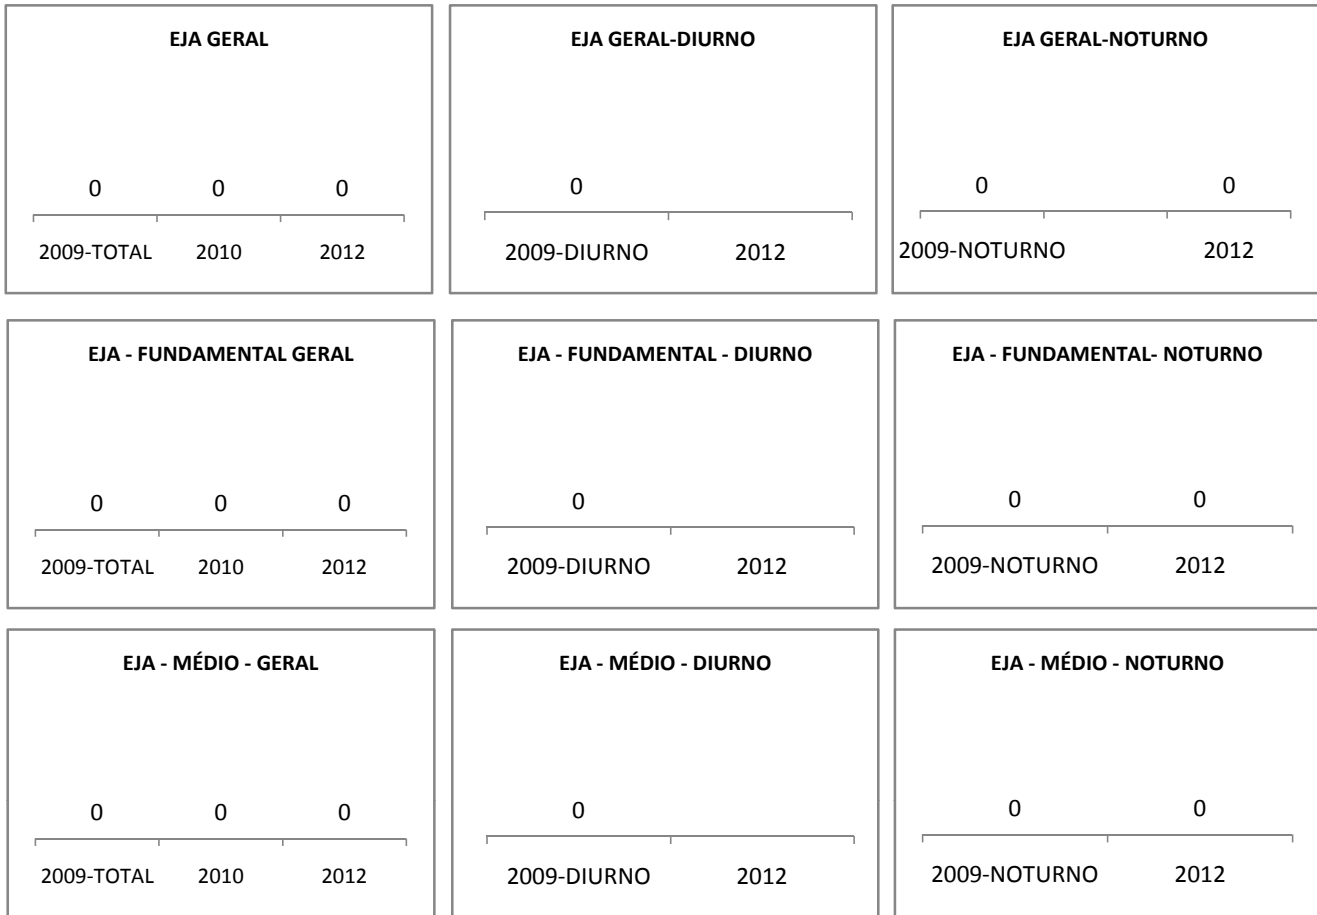 EJA GERAL
0 0 0
2009-TOTAL 2010 2012
EJA GERAL-DIURNO
0
2009-DIURNO 2012
EJA GERAL-NOTURNO
0 0
2009-NOTURNO 2012
EJA - FUNDAMENTAL GERAL
0 0 0
2009-TOTAL 2010 2012
EJA - FUNDAMENTAL - DIURNO
0
2009-DIURNO 2012
EJA - FUNDAMENTAL- NOTURNO
0 0
2009-NOTURNO 2012
EJA - MÉDIO - GERAL
0 0 0
2009-TOTAL 2010 2012
EJA - MÉDIO - DIURNO
0
2009-DIURNO 2012
EJA - MÉDIO - NOTURNO
0 0
2009-NOTURNO 2012